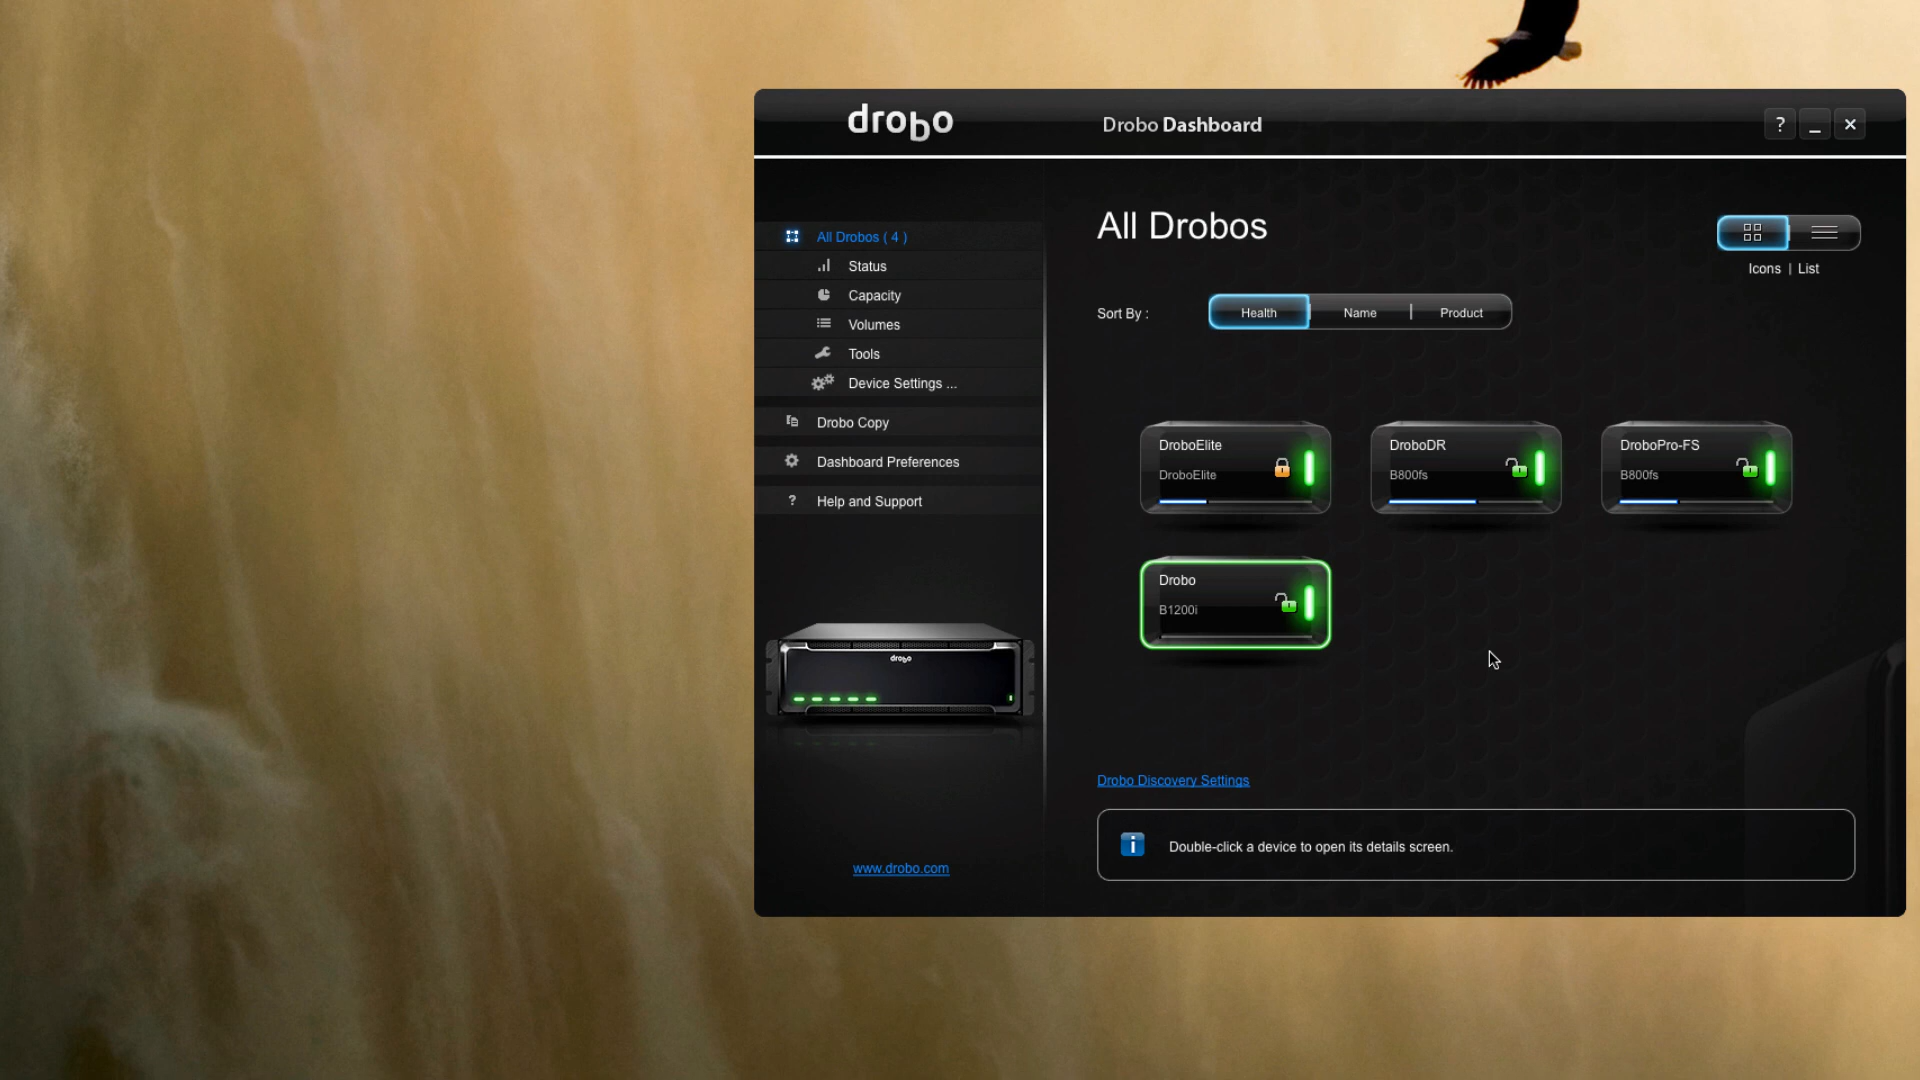 drobo
Drobo Dashboard
?
All Drobos ( 4 )
Status
Capacity
Volumes
Tools
Device Settings ...
Drobo Copy
Dashboard Preferences
? Help and Support
drobo
www.drobo.com
All Drobos
Icons | List
Sort By :
Health | Name | Product
DroboElite
DroboElite
DroboDR
B800fs
DroboPro-FS
B800fs
Drobo
B1200i
Drobo Discovery Settings
i Double-click a device to open its details screen.